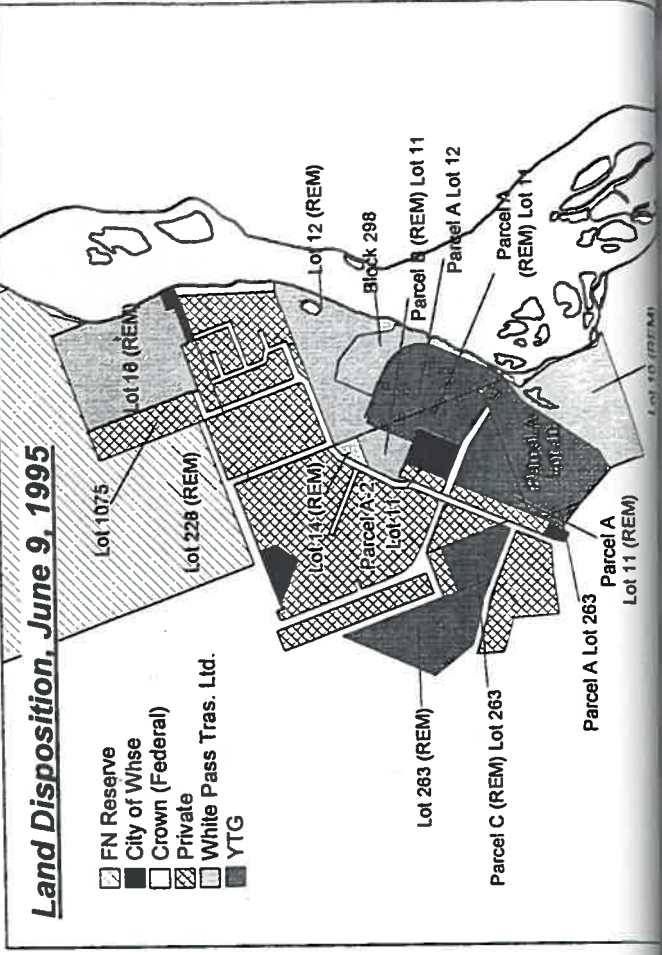 Land Disposition, June 9, 1995
FN Reserve
City of Whse
Crown (Federal)
Private
White Pass Tras. Ltd.
YTG
Lot 1075
Lot 18 (REM)
Lot 228 (REM)
Lot 12 (REM)
Block 298
Lot 14 (REM)
Parcel A-2
Lot 11
Parcel B (REM) Lot 11
Parcel A Lot 12
Parcel A
(REM) Lot 11
Lot 263 (REM)
Parcel C (REM) Lot 263
Parcel A Lot 263
Parcel A
Lot 11 (REM)
Parcel A